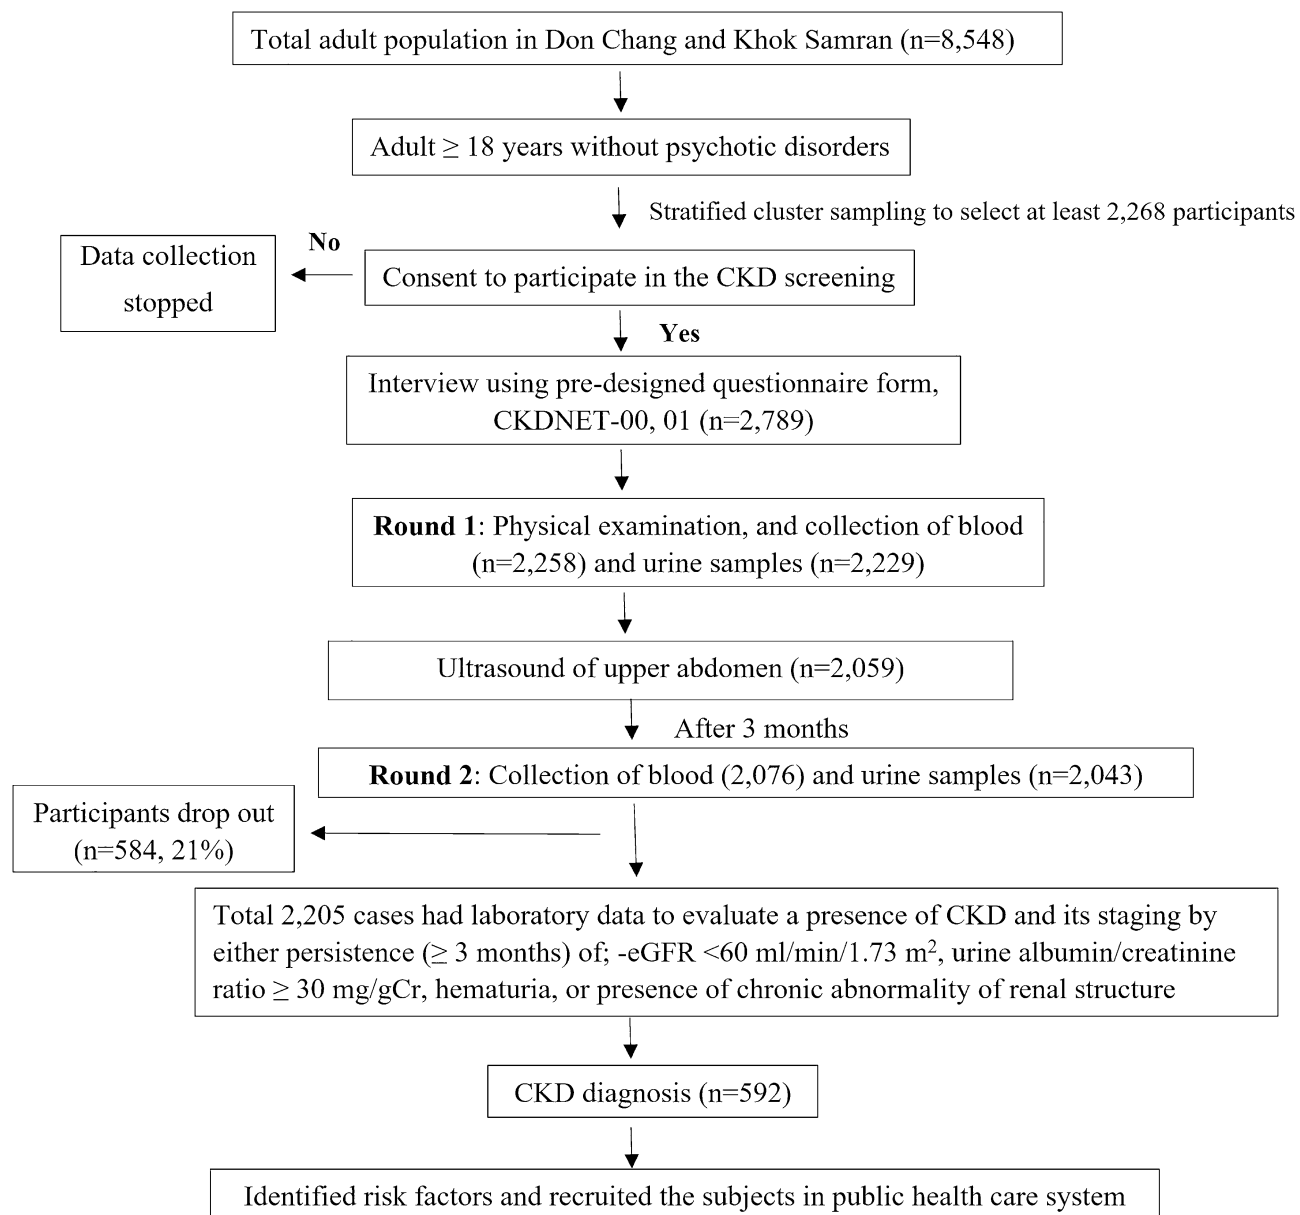 Total adult population in Don Chang and Khok Samran (n=8,548)
Adult ≥ 18 years without psychotic disorders
Stratified cluster sampling to select at least 2,268 participants
No
Data collection
stopped
Consent to participate in the CKD screening
Yes
Interview using pre-designed questionnaire form,
CKDNET-00, 01 (n=2,789)
Round 1: Physical examination, and collection of blood
(n=2,258) and urine samples (n=2,229)
Ultrasound of upper abdomen (n=2,059)
After 3 months
Round 2: Collection of blood (2,076) and urine samples (n=2,043)
Participants drop out
(n=584, 21%)
Total 2,205 cases had laboratory data to evaluate a presence of CKD and its staging by
either persistence (≥ 3 months) of; -eGFR <60 ml/min/1.73 m², urine albumin/creatinine
ratio ≥ 30 mg/gCr, hematuria, or presence of chronic abnormality of renal structure
CKD diagnosis (n=592)
Identified risk factors and recruited the subjects in public health care system